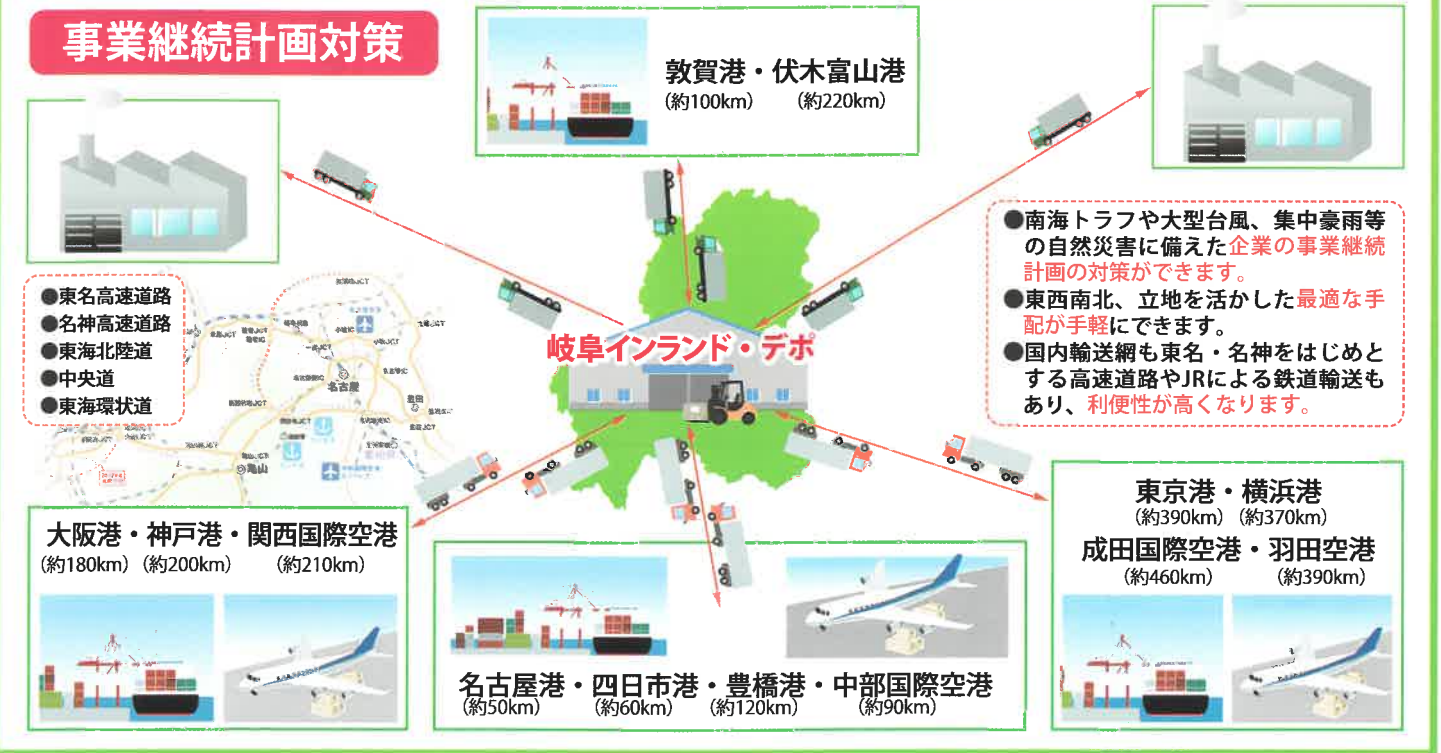 事業継続計画対策
敦賀港・伏木富山港
(約100km) (約220km)
●東名高速道路
●名神高速道路
●東海北陸道
●中央道
●東海環状道
名古屋
豊田
亀山
岐阜インランド・デポ
●南海トラフや大型台風、集中豪雨等
の自然災害に備えた企業の事業継続
計画の対策ができます。
●東西南北、立地を活かした最適な手
配が手軽にできます。
●国内輸送網も東名・名神をはじめと
する高速道路やJRによる鉄道輸送も
あり、利便性が高くなります。
大阪港・神戸港・関西国際空港
(約180km) (約200km) (約210km)
名古屋港・四日市港・豊橋港・中部国際空港
(約50km) (約60km) (約120km) (約90km)
東京港・横浜港
(約390km) (約370km)
成田国際空港・羽田空港
(約460km) (約390km)